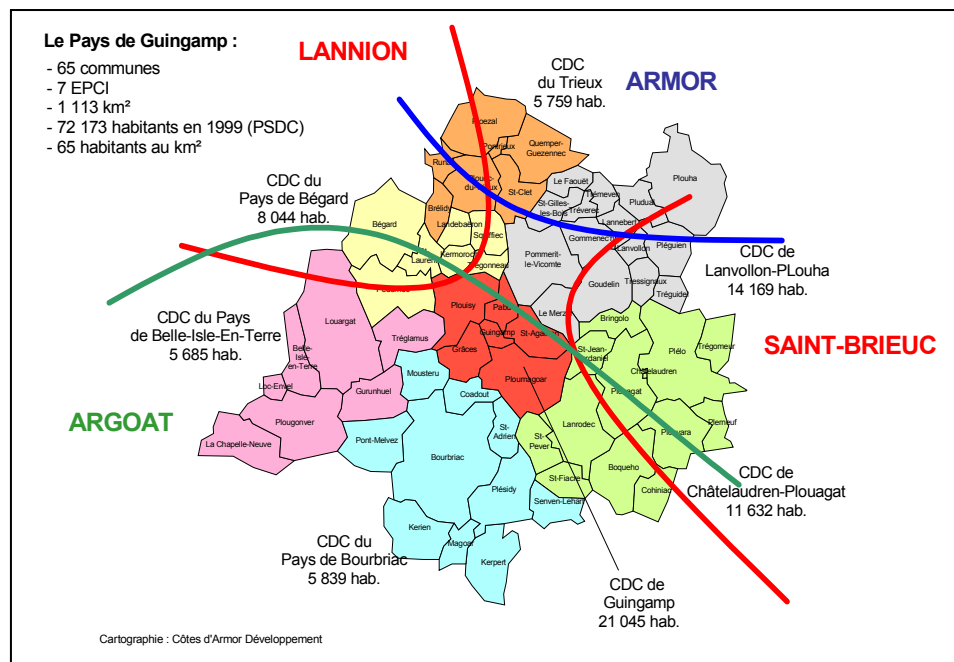 Le Pays de Guingamp :
- 65 communes
- 7 EPCI
- 1 113 km²
- 72 173 habitants en 1999 (PSDC)
- 65 habitants au km²
LANNION
CDC
du Trieux
5 759 hab.
ARMOR
CDC du
Pays de Bégard
8 044 hab.
CDC du Pays
de Belle-Isle-En-Terre
5 685 hab.
ARGOAT
CDC de
Lanvollon-PLouha
14 169 hab.
SAINT-BRIEUC
CDC de
Châtelaudren-Plouagat
11 632 hab.
CDC du
Pays de Bourbriac
5 839 hab.
CDC de
Guingamp
21 045 hab.
Ploezal
Pontrieux
Quemper-
Guezennec
St-Clet
Brélidy
Plouha
Le Faouët
Trémeven
Pludual
St-Gilles-
les-Bois
Tréverec
Lannebert
Gommenec'h
Lanvollon
Pléguien
Pommerit-
le-Vicomte
Goudelin
Tressignaux
Tréguidel
Le Merzer
Bégard
Landebaëron
Squiffiec
Kermoroc'h
Trégonneau
Plouisy
Pabu
Guingamp
St-Agathon
Grâces
Ploumagoar
Louargat
Tréglamus
Belle-
Isle-
en-Terre
Loc-Envel
Gurunhuel
Plougonver
La Chapelle-Neuve
Mousteru
Coadout
Pont-Melvez
Bourbriac
St-
Adrien
Plésidy
Senven-Lehart
Kerien
Magoar
Kerpert
Bringolo
St-Jean-
Kerdaniel
Châtelaudren
Plélo
Trégomeur
Plouagat
Lanrodec
Plouvara
Plerneuf
St-
Pever
St-Fiacre
Boqueho
Cohiniac
Cartographie : Côtes d'Armor Développement